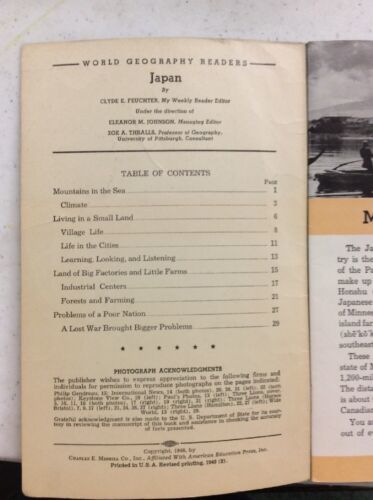 WORLD GEOGRAPHY READERS
Japan
By
CLYDE E. FEUCHTER, My Weekly Reader Editor
Under the direction of
ELEANOR M. JOHNSON, Managing Editor
ZOE A. THRALLS, Professor of Geography,
University of Pittsburgh, Consultant
TABLE OF CONTENTS
PAGE
Mountains in the Sea 1
Climate 3
Living in a Small Land 6
Village Life 8
Life in the Cities 11
Learning, Looking, and Listening 13
Land of Big Factories and Little Farms 15
Industrial Centers 17
Forests and Farming 21
Problems of a Poor Nation 27
A Lost War Brought Bigger Problems 29
PHOTOGRAPH ACKNOWLEDGMENTS
The publisher wishes to express appreciation to the following firms and
individuals for permission to reproduce photographs on the pages indicated:
Grateful acknowledgment is also made to the U. S. Department of State for its
accuracy in reviewing the manuscript of this book and assistance in checking the
of facts presented.
Copyright, 1946, by
CHARLES E. MERRILL CO., INC., Affiliated With American Education Press, Inc.
Printed in U.S.A. Revised printing,
M
The Ja
try is the
of the Pa
make up
Honshu
Japanese
of Minne
island far
These
state of M
1,200-mil
The dista
southeast
Canadian
You a
out of ev